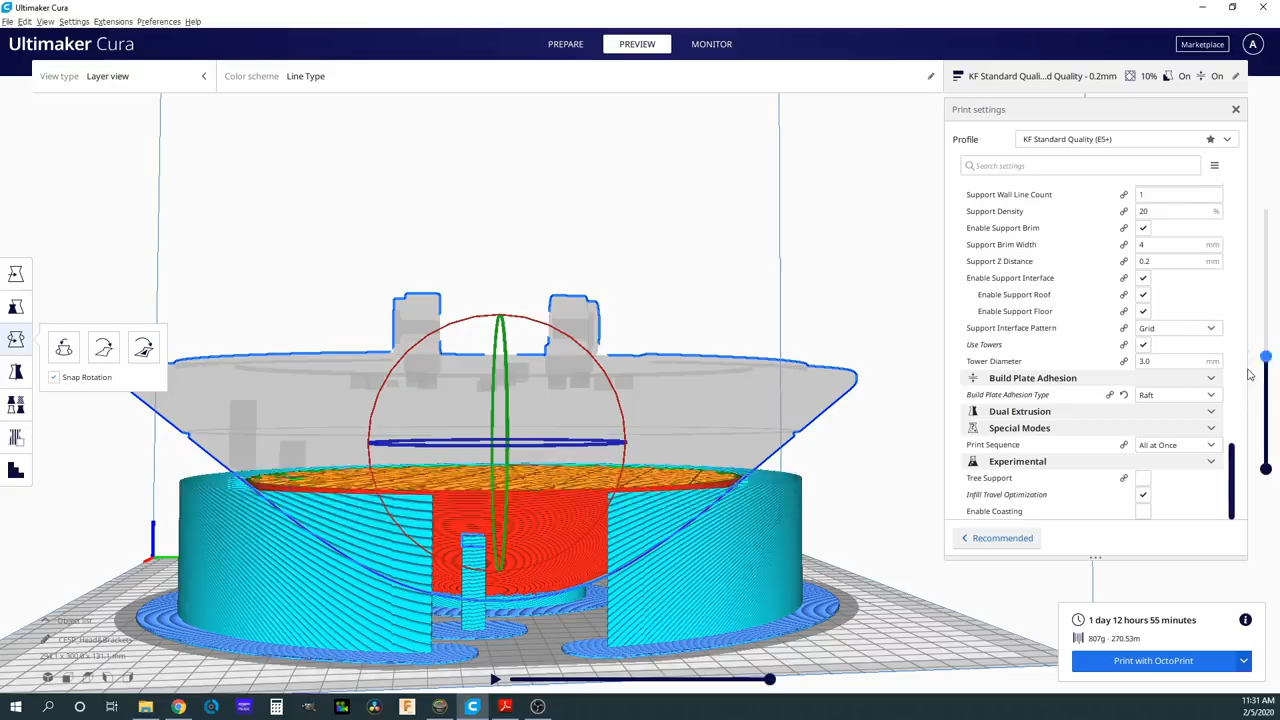 Ultimaker Cura
File Edit View Settings Extensions Preferences Help
Ultimaker Cura
PREPARE PREVIEW MONITOR
Marketplace A
View type Layer view
Color scheme Line Type
KF Standard Quali...d Quality - 0.2mm 10% On On
Print settings
Profile KF Standard Quality (E5+)
Search settings
Support Wall Line Count 1
Support Density 20 %
Enable Support Brim
Support Brim Width 4 mm
Support Z Distance 0.2 mm
Enable Support Interface
Enable Support Roof
Enable Support Floor
Support Interface Pattern Grid
Use Towers
Tower Diameter 3.0 mm
Build Plate Adhesion
Build Plate Adhesion Type Raft
Dual Extrusion
Special Modes
Print Sequence All at Once
Experimental
Tree Support
Infill Travel Optimization
Enable Coasting
Recommended
Snap Rotation
Object list
CESP_Head&Brackets
1 day 12 hours 55 minutes
807g · 270.53m
Print with OctoPrint
11:31 AM
2/5/2020